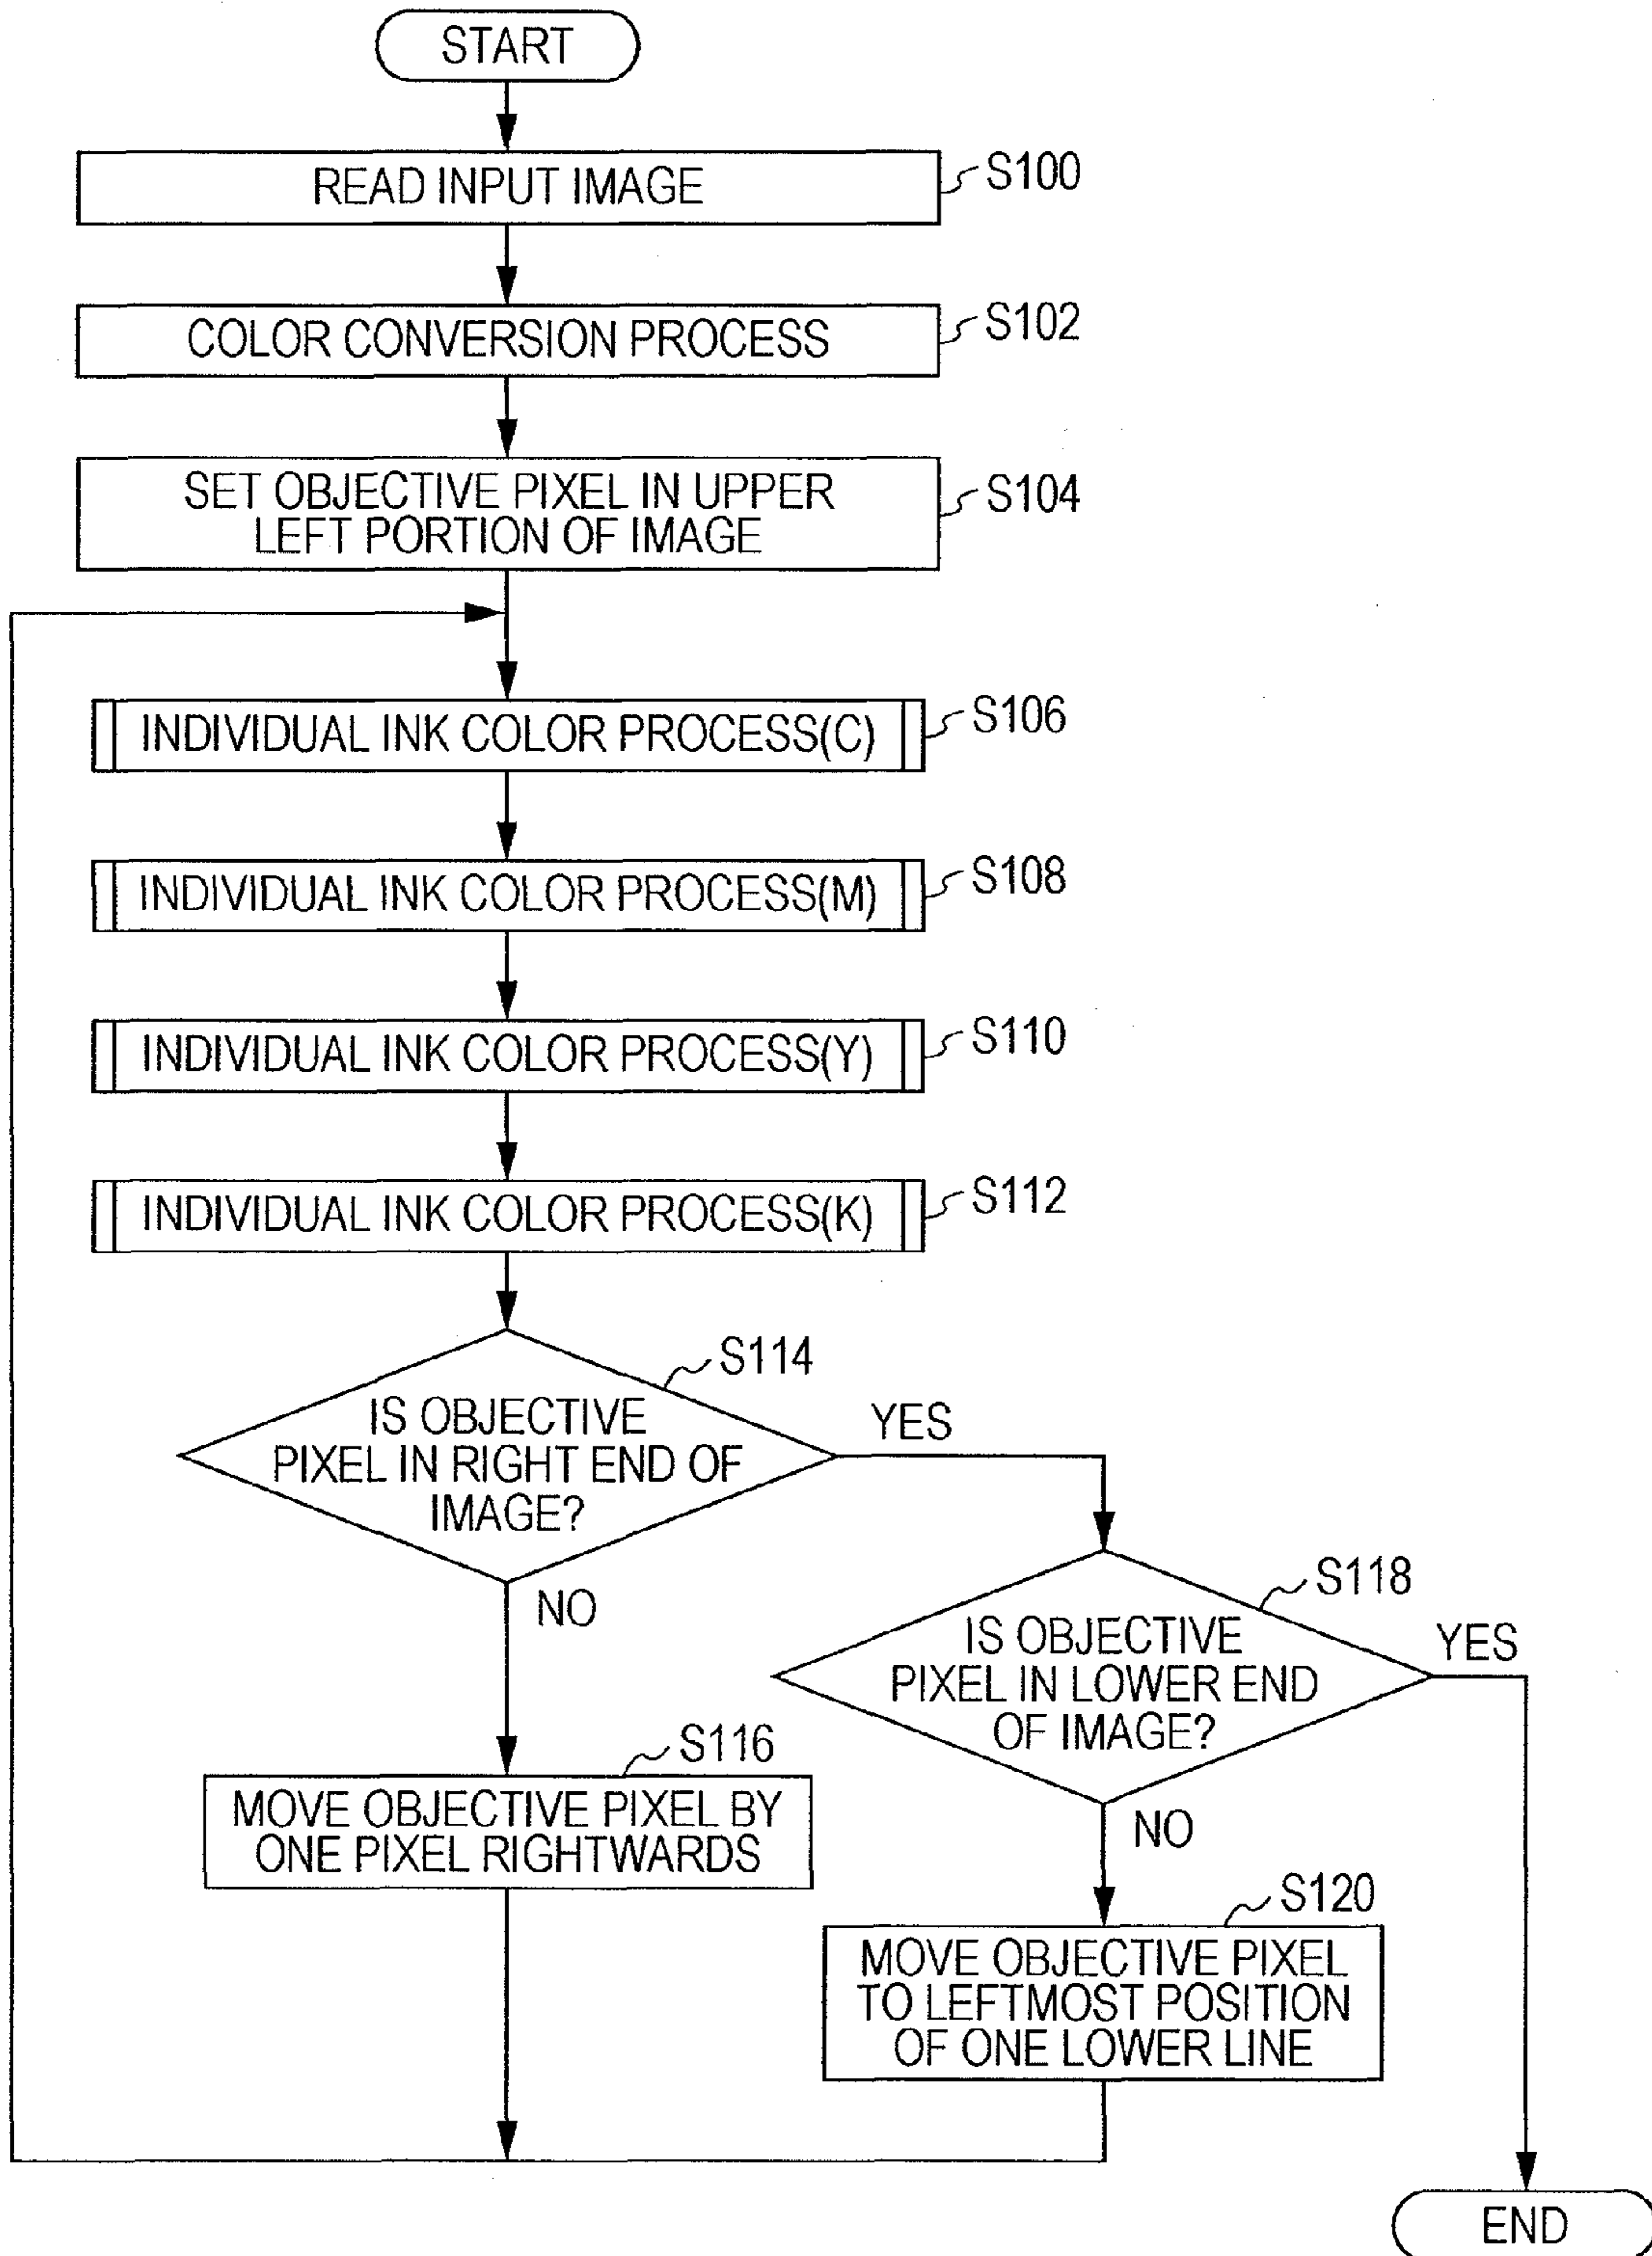 START
READ INPUT IMAGE
S100
COLOR CONVERSION PROCESS
S102
SET OBJECTIVE PIXEL IN UPPER
LEFT PORTION OF IMAGE
S104
INDIVIDUAL INK COLOR PROCESS(C)
S106
INDIVIDUAL INK COLOR PROCESS(M)
S108
INDIVIDUAL INK COLOR PROCESS(Y)
S110
INDIVIDUAL INK COLOR PROCESS(K)
S112
S114
IS OBJECTIVE
PIXEL IN RIGHT END OF
IMAGE?
YES
NO
S118
IS OBJECTIVE
PIXEL IN LOWER END
OF IMAGE?
YES
NO
S116
MOVE OBJECTIVE PIXEL BY
ONE PIXEL RIGHTWARDS
S120
MOVE OBJECTIVE PIXEL
TO LEFTMOST POSITION
OF ONE LOWER LINE
END